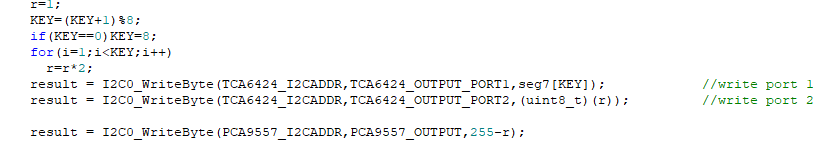 r=1;
KEY=(KEY+1)%8;
if(KEY==0)KEY=8;
for(i=1;i<KEY;i++)
r=r*2;
result = I2C0_WriteByte(TCA6424_I2CADDR,TCA6424_OUTPUT_PORT1,seg7[KEY]); //write port 1
result = I2C0_WriteByte(TCA6424_I2CADDR,TCA6424_OUTPUT_PORT2,(uint8_t)(r)); //write port 2
result = I2C0_WriteByte(PCA9557_I2CADDR,PCA9557_OUTPUT,255-r);